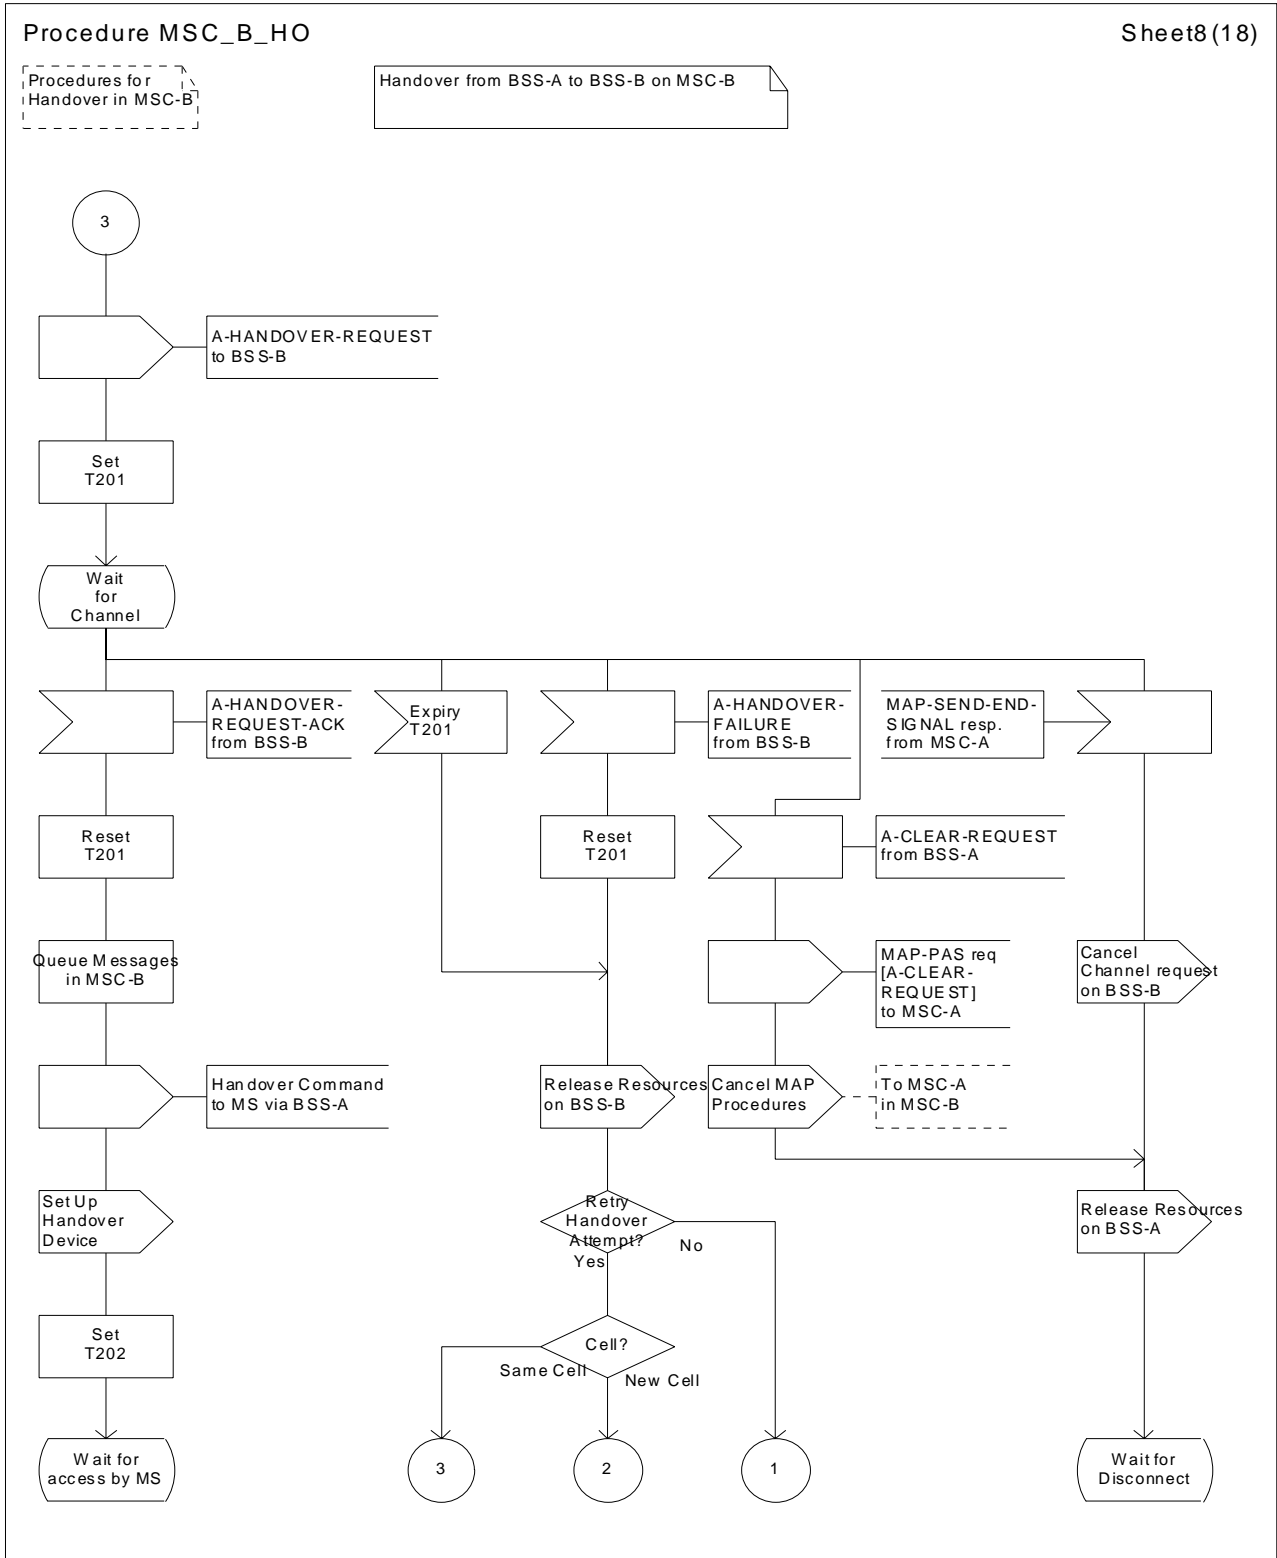 Procedure MSC_B_HO
Sheet8(18)
Procedures for
Handover in MSC-B
Handover from BSS-A to BSS-B on MSC-B
3
A-HANDOVER-REQUEST
to BSS-B
Set
T201
Wait
for
Channel
A-HANDOVER-
REQUEST-ACK
from BSS-B
Expiry
T201
A-HANDOVER-
FAILURE
from BSS-B
MAP-SEND-END-
SIGNAL resp.
from MSC-A
Reset
T201
Reset
T201
A-CLEAR-REQUEST
from BSS-A
Queue Messages
in MSC-B
MAP-PAS req
[A-CLEAR-
REQUEST]
to MSC-A
Cancel
Channel request
on BSS-B
Handover Command
to MS via BSS-A
Release Resources
on BSS-B
Cancel MAP
Procedures
To MSC-A
in MSC-B
Set Up
Handover
Device
Retry
Handover
Attempt?
Yes
No
Release Resources
on BSS-A
Set
T202
Cell?
Same Cell
New Cell
Wait for
access by MS
3
2
1
Wait for
Disconnect